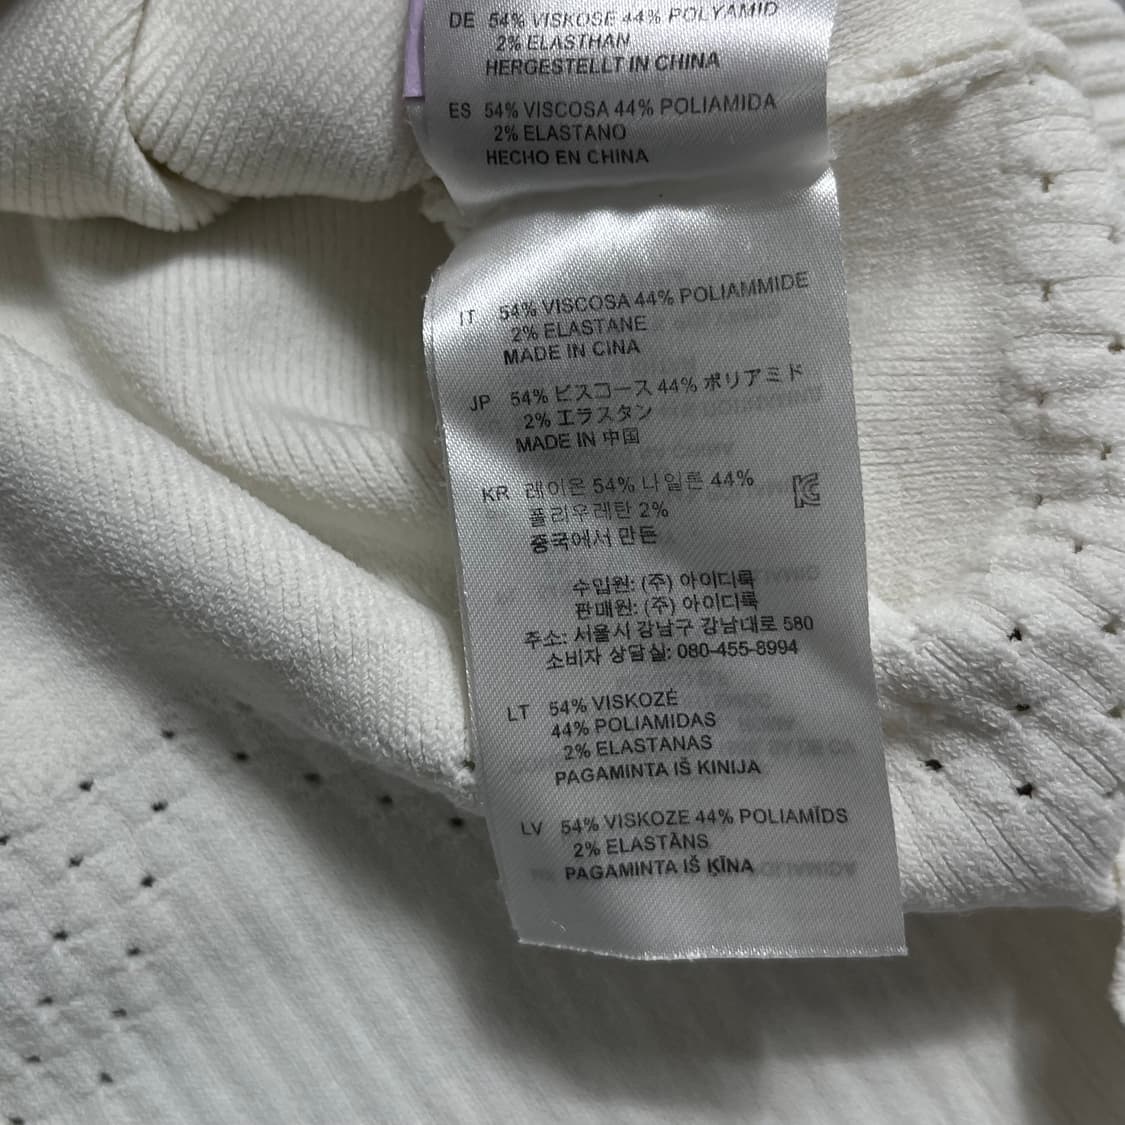 DE 54% VISKOSE 44% POLYAMID
2% ELASTHAN
HERGESTELLT IN CHINA
ES 54% VISCOSA 44% POLIAMIDA
2% ELASTANO
HECHO EN CHINA
IT 54% VISCOSA 44% POLIAMMIDE
2% ELASTANE
MADE IN CINA
JP 54% ビスコース 44% ポリアミド
2% エラスタン
MADE IN 中国
KR 레이온 54% 나일론 44%
폴리우레탄 2%
중국에서 만든
수입원: (주) 아이디룩
판매원: (주) 아이디룩
주소: 서울시 강남구 강남대로 580
소비자 상담실: 080-455-8994
LT 54% VISKOZĖ
44% POLIAMIDAS
2% ELASTANAS
PAGAMINTA IŠ KINIJA
LV 54% VISKOZE 44% POLIAMĪDS
2% ELASTĀNS
PAGAMINTA IŠ ĶĪNA